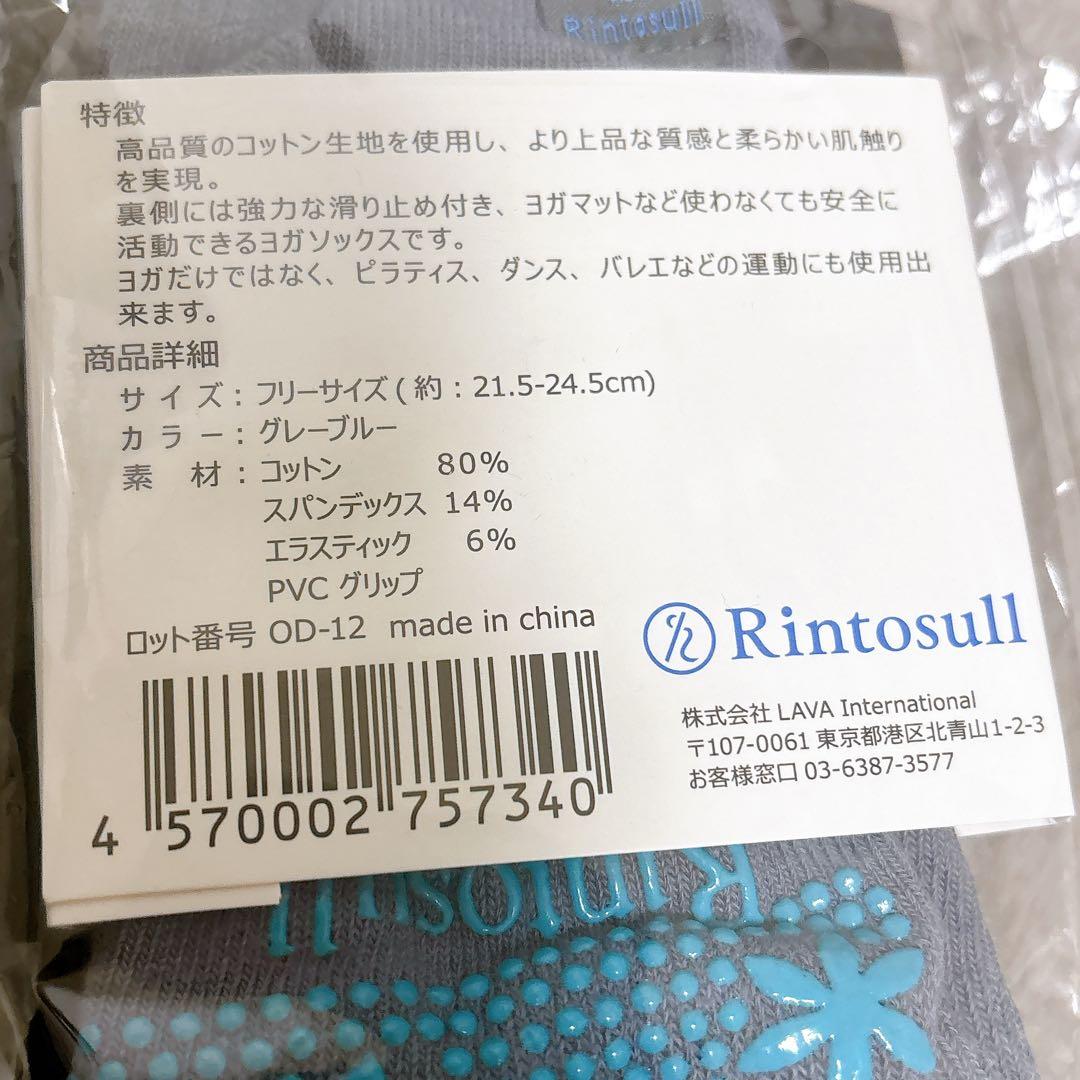 Rintosull
特徴
高品質のコットン生地を使用し、より上品な質感と柔らかい肌触り
を実現。
裏側には強力な滑り止め付き、ヨガマットなど使わなくても安全に
活動できるヨガソックスです。
ヨガだけではなく、ピラティス、ダンス、バレエなどの運動にも使用出
来ます。
商品詳細
サイズ：フリーサイズ(約：21.5-24.5cm)
カラー：グレーブルー
素 材：コットン 80%
スパンデックス 14%
エラスティック 6%
PVC グリップ
ロット番号 OD-12 made in china
Rintosull
株式会社 LAVA International
〒107-0061 東京都港区北青山1-2-3
お客様窓口 03-6387-3577
4 570002 757340
Rintosull